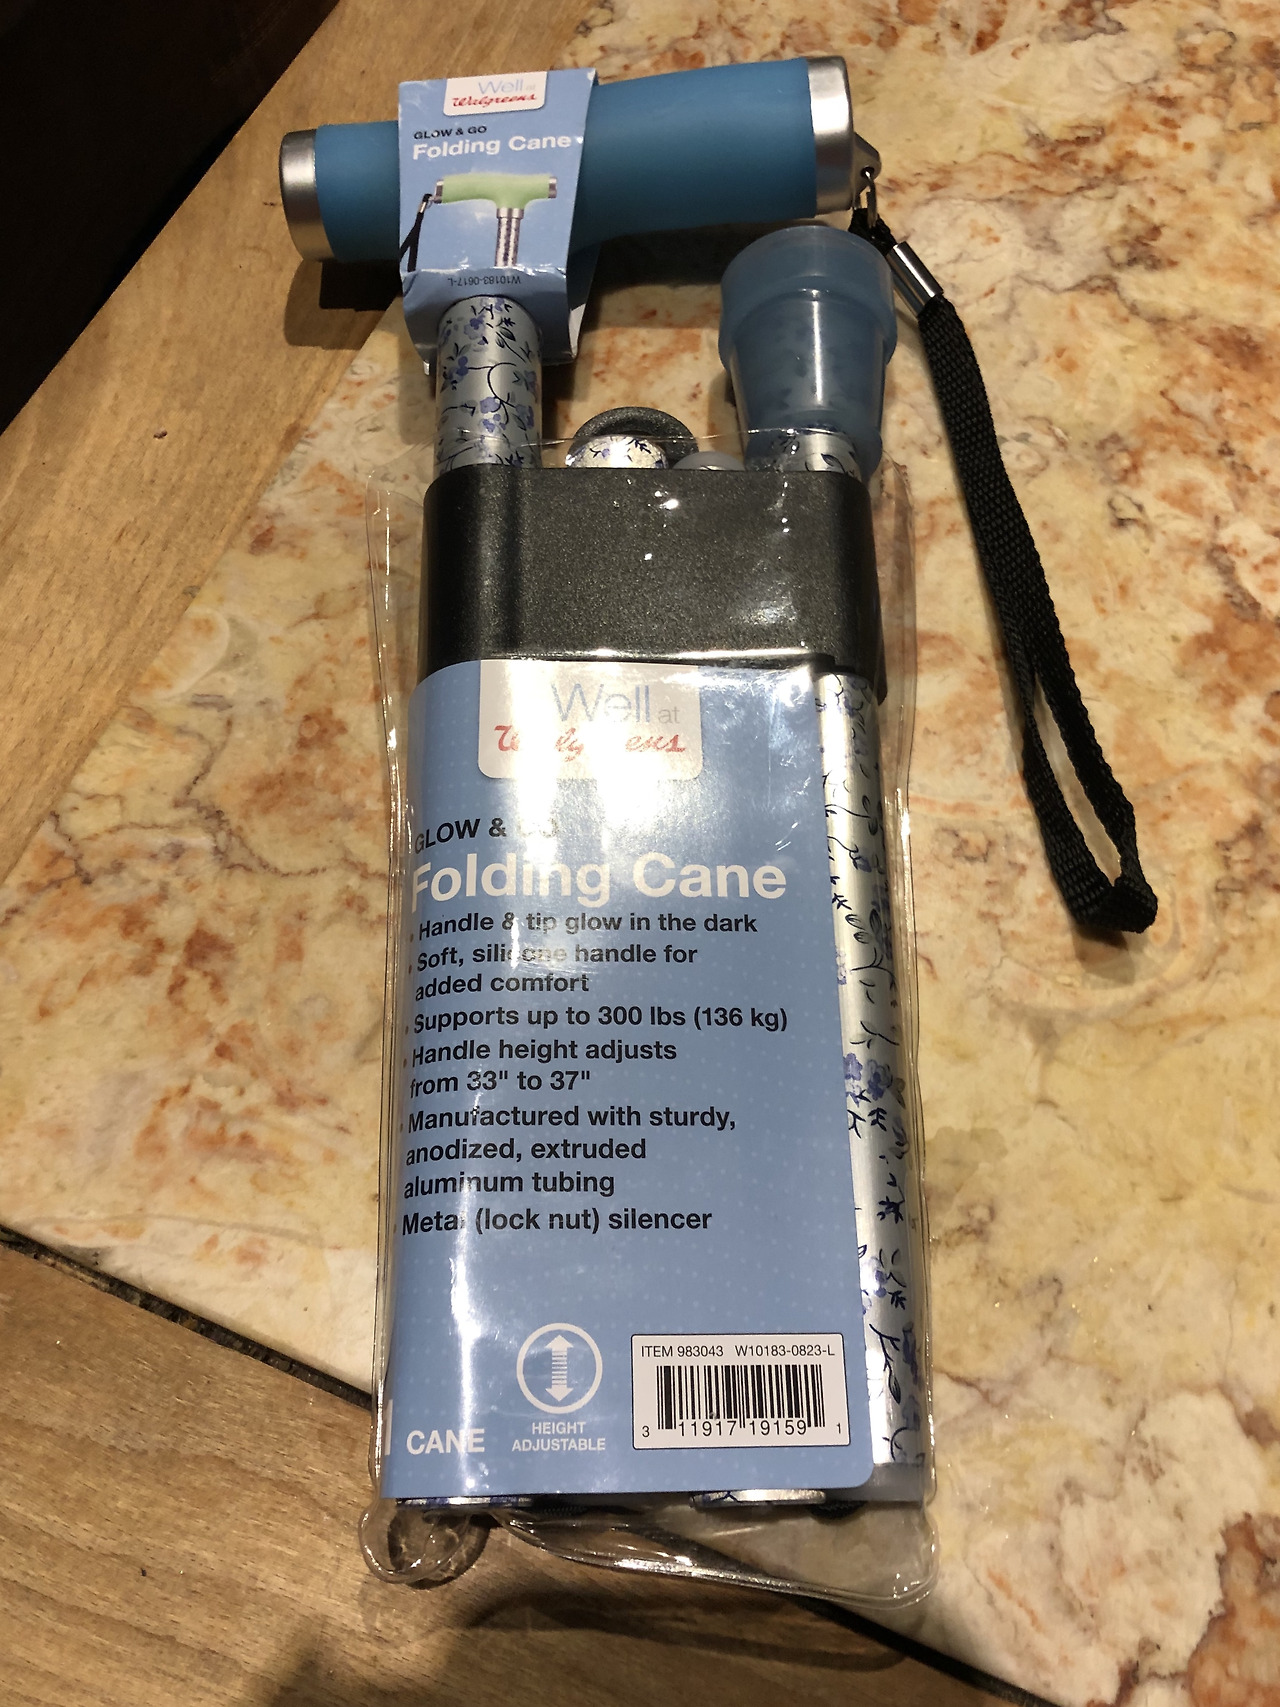 Well at
Walgreens
GLOW & GO
Folding Cane
W10183-0617-L
Well at
Walgreens
GLOW & GO
Folding Cane
• Handle & tip glow in the dark
• Soft, silicone handle for
added comfort
• Supports up to 300 lbs (136 kg)
• Handle height adjusts
from 33" to 37"
• Manufactured with sturdy,
anodized, extruded
aluminum tubing
• Metal (lock nut) silencer
ITEM 983043 W10183-0823-L
3 11917 19159 1
1 CANE
HEIGHT
ADJUSTABLE